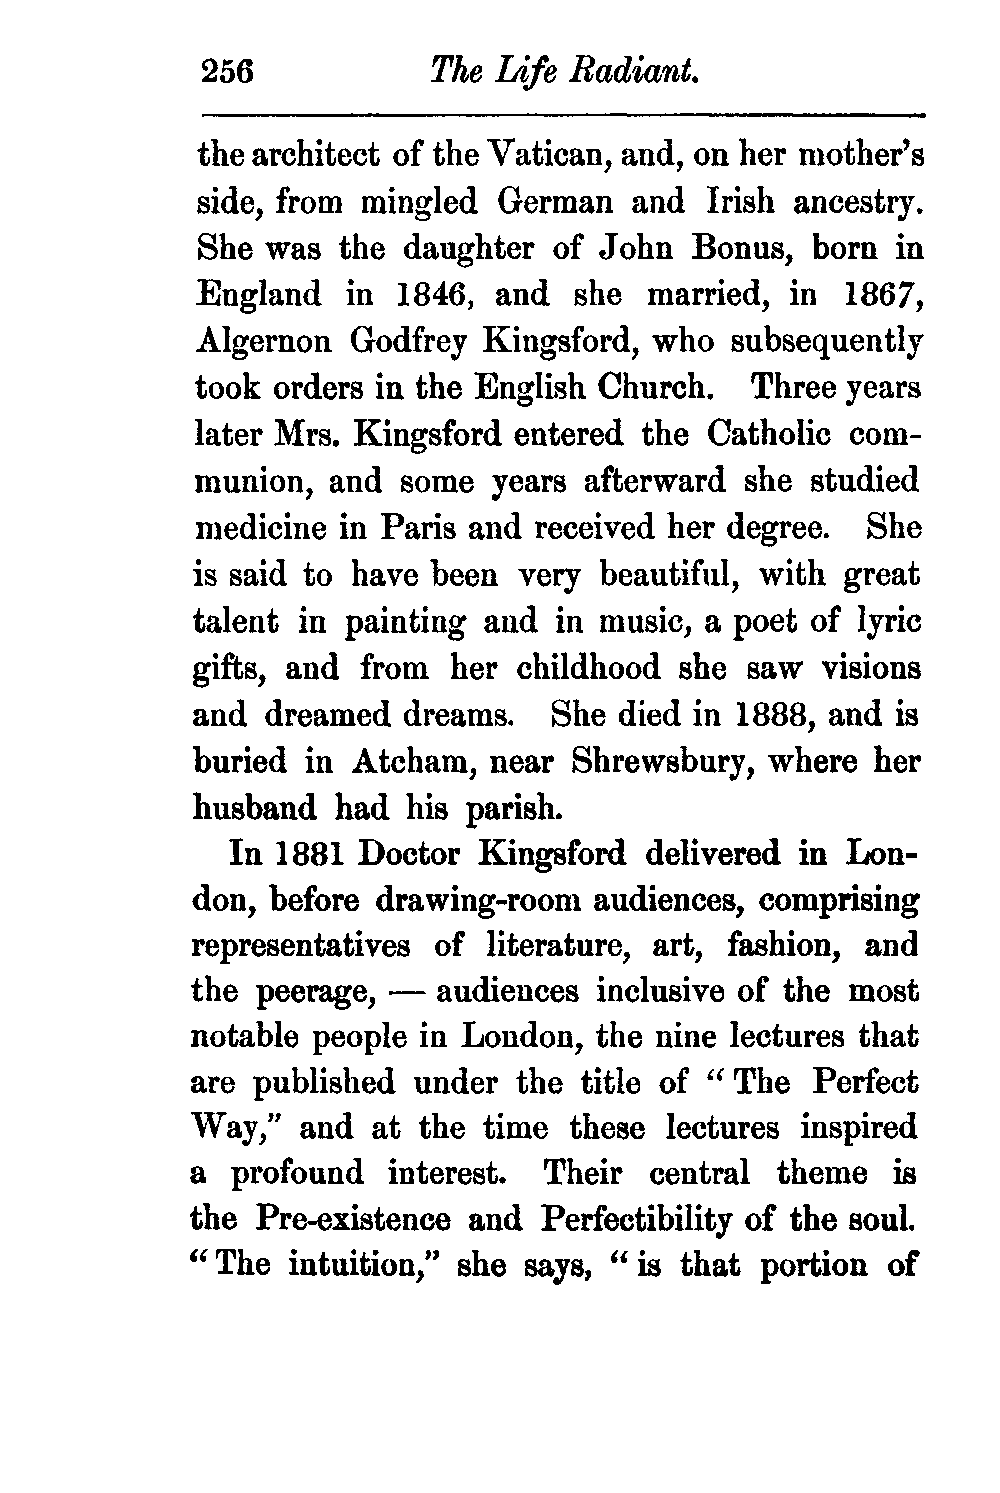 256 The Life Radiant.
the architect of the Vatican, and, on her mother's
side, from mingled German and Irish ancestry.
She was the daughter of John Bonus, born in
England in 1846, and she married, in 1867,
Algernon Godfrey Kingsford, who subsequently
took orders in the English Church. Three years
later Mrs. Kingsford entered the Catholic com-
munion, and some years afterward she studied
medicine in Paris and received her degree. She
is said to have been very beautiful, with great
talent in painting and in music, a poet of lyric
gifts, and from her childhood she saw visions
and dreamed dreams. She died in 1888, and is
buried in Atcham, near Shrewsbury, where her
husband had his parish.
In 1881 Doctor Kingsford delivered in Lon-
don, before drawing-room audiences, comprising
representatives of literature, art, fashion, and
the peerage, — audiences inclusive of the most
notable people in London, the nine lectures that
are published under the title of "The Perfect
Way," and at the time these lectures inspired
a profound interest. Their central theme is
the Pre-existence and Perfectibility of the soul.
"The intuition," she says, "is that portion of